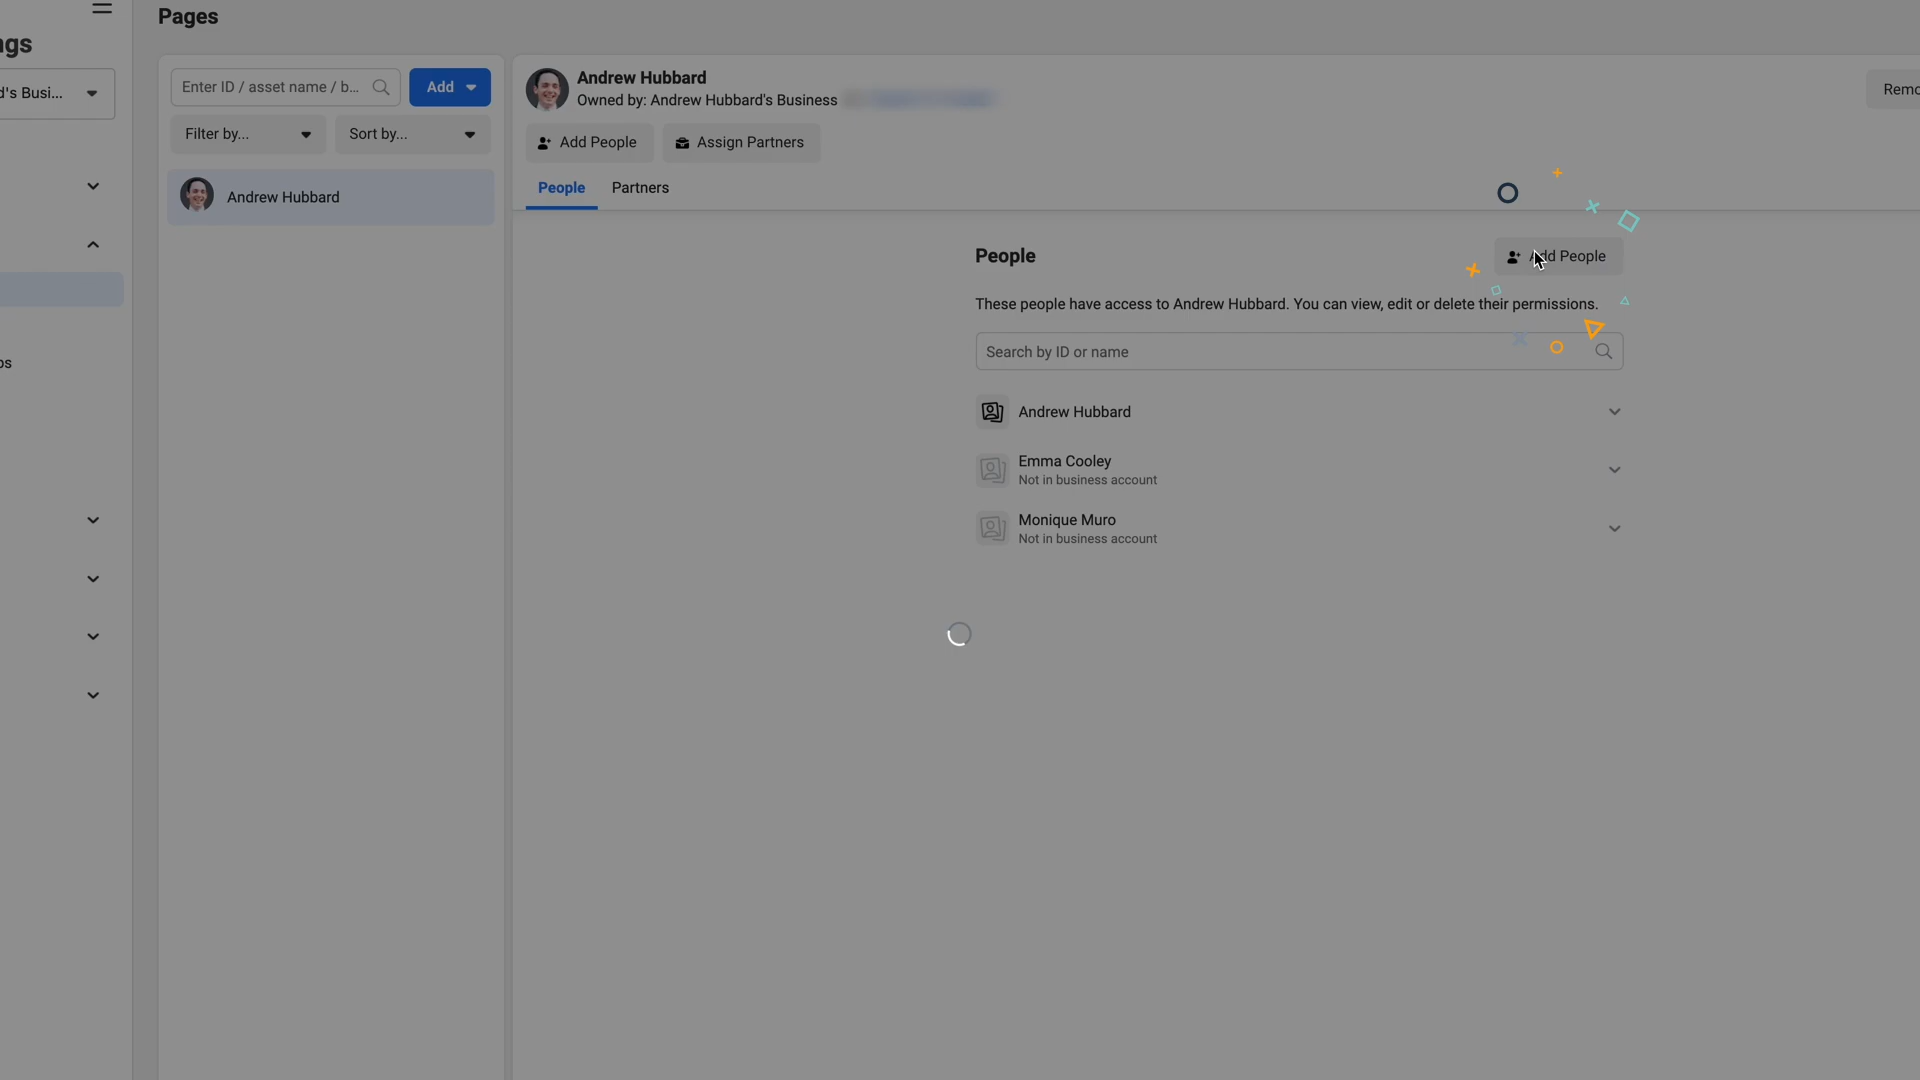 Pages
ngs
d's Busi...
ps
Enter ID / asset name / b...
Add
Filter by...
Sort by...
Andrew Hubbard
Andrew Hubbard
Owned by: Andrew Hubbard's Business
Remo
Add People
Assign Partners
People
Partners
People
Add People
These people have access to Andrew Hubbard. You can view, edit or delete their permissions.
Search by ID or name
Andrew Hubbard
Emma Cooley
Not in business account
Monique Muro
Not in business account